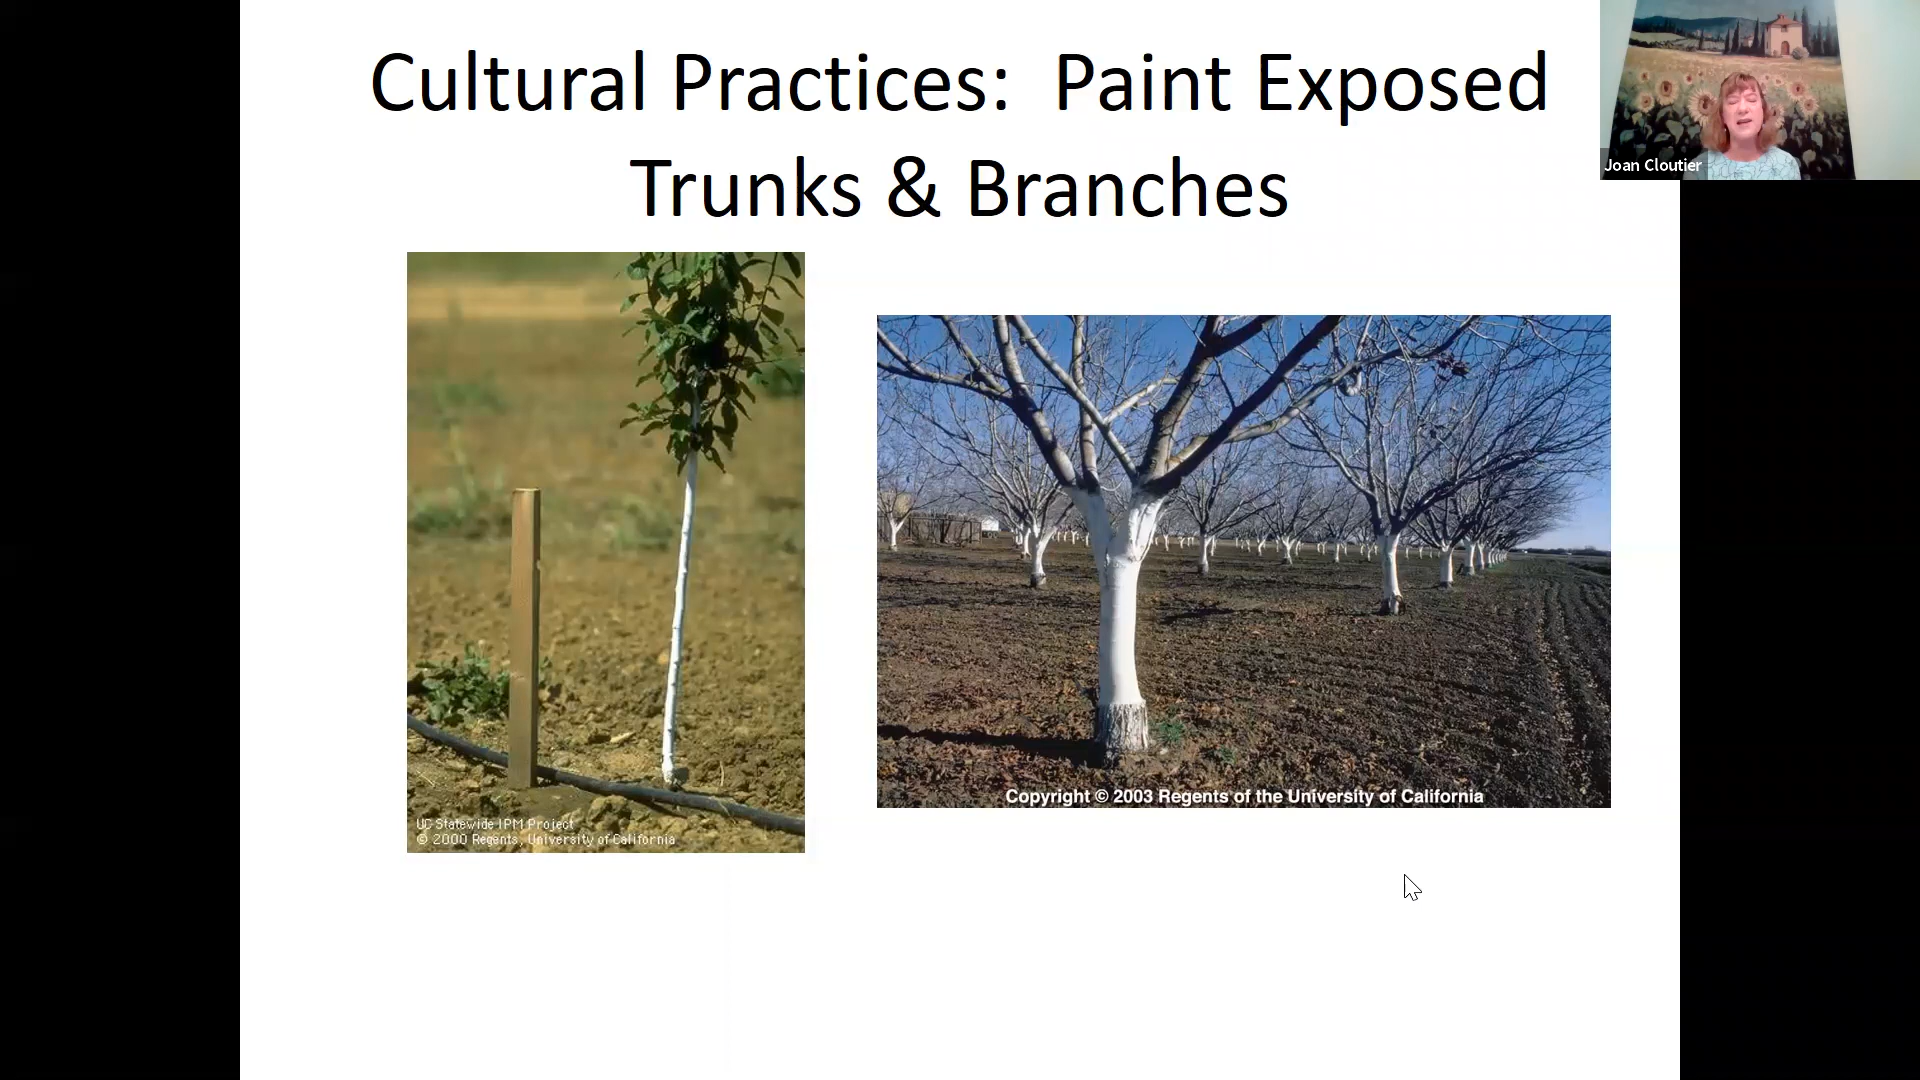 Cultural Practices: Paint Exposed
Trunks & Branches
Joan Cloutier
UC Statewide IPM Project
© 2000 Regents, University of California
Copyright © 2003 Regents of the University of California